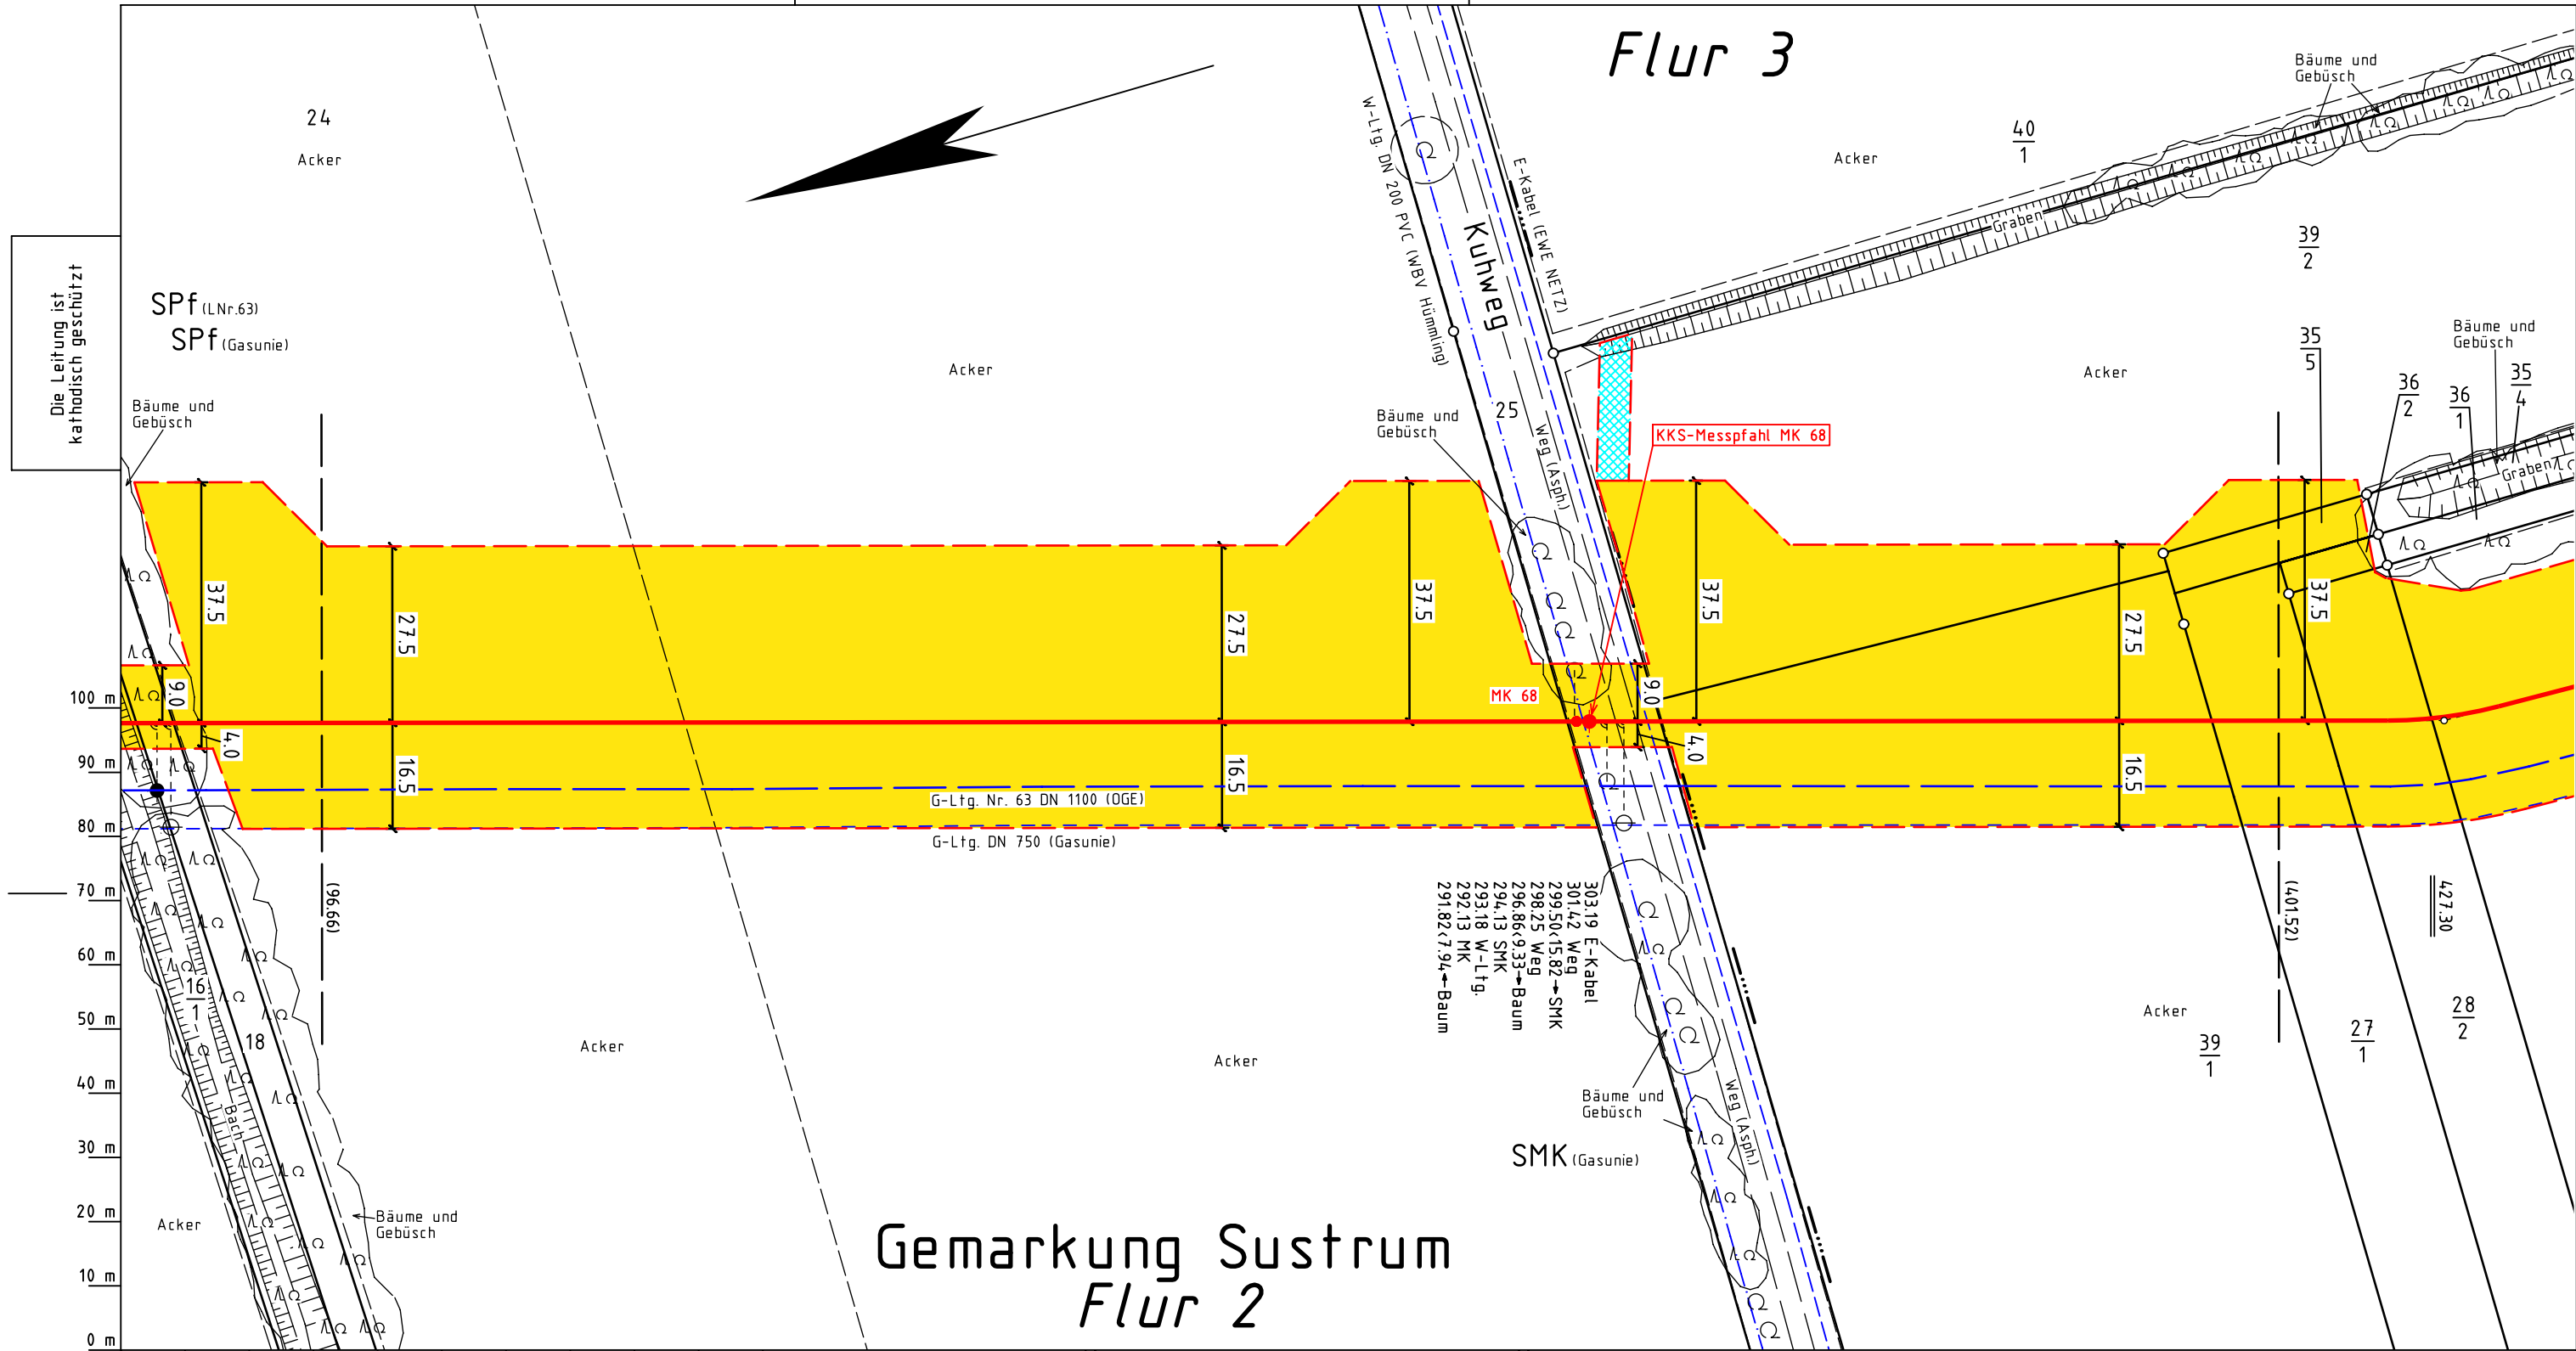 Flur 3
24
Acker
Bäume und
Gebüsch
40
1
Acker
W-Ltg. DN 200 PVC (WBV Hümmling)
E-Kabel (EWE NETZ)
Kuhweg
Graben
39
2
Die Leitung ist
kathodisch geschützt
SPf (LNr.63)
SPf (Gasunie)
Acker
Acker
35
5
Bäume und
Gebüsch
36
2
36
1
35
4
Bäume und
Gebüsch
Bäume und
Gebüsch
25
Weg (Asph.)
KKS-Messpfahl MK 68
Graben
37.5
27.5
27.5
37.5
37.5
27.5
37.5
9.0
9.0
MK 68
4.0
4.0
16.5
16.5
16.5
G-Ltg. Nr. 63 DN 1100 (OGE)
G-Ltg. DN 750 (Gasunie)
100 m
90 m
80 m
70 m
60 m
50 m
40 m
30 m
20 m
10 m
0 m
(96.66)
303.19 E-Kabel
301.42 Weg
299.50<15.82→SMK
298.25 Weg
296.86<9.33→Baum
294.13 SMK
293.18 W-Ltg.
292.13 MK
291.82<7.94←Baum
(401.52)
427.30
16
1
18
Bach
Acker
Acker
Acker
39
1
27
1
28
2
Bäume und
Gebüsch
Weg (Asph.)
SMK (Gasunie)
Acker
Bäume und
Gebüsch
Gemarkung Sustrum
Flur 2